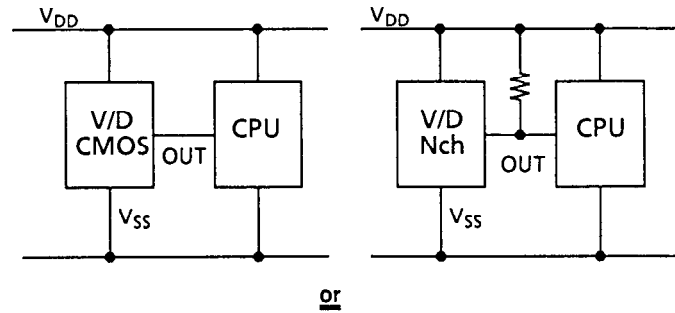 VDD
V/D
CMOS
OUT
CPU
VSS
VDD
V/D
Nch
OUT
CPU
VSS
or